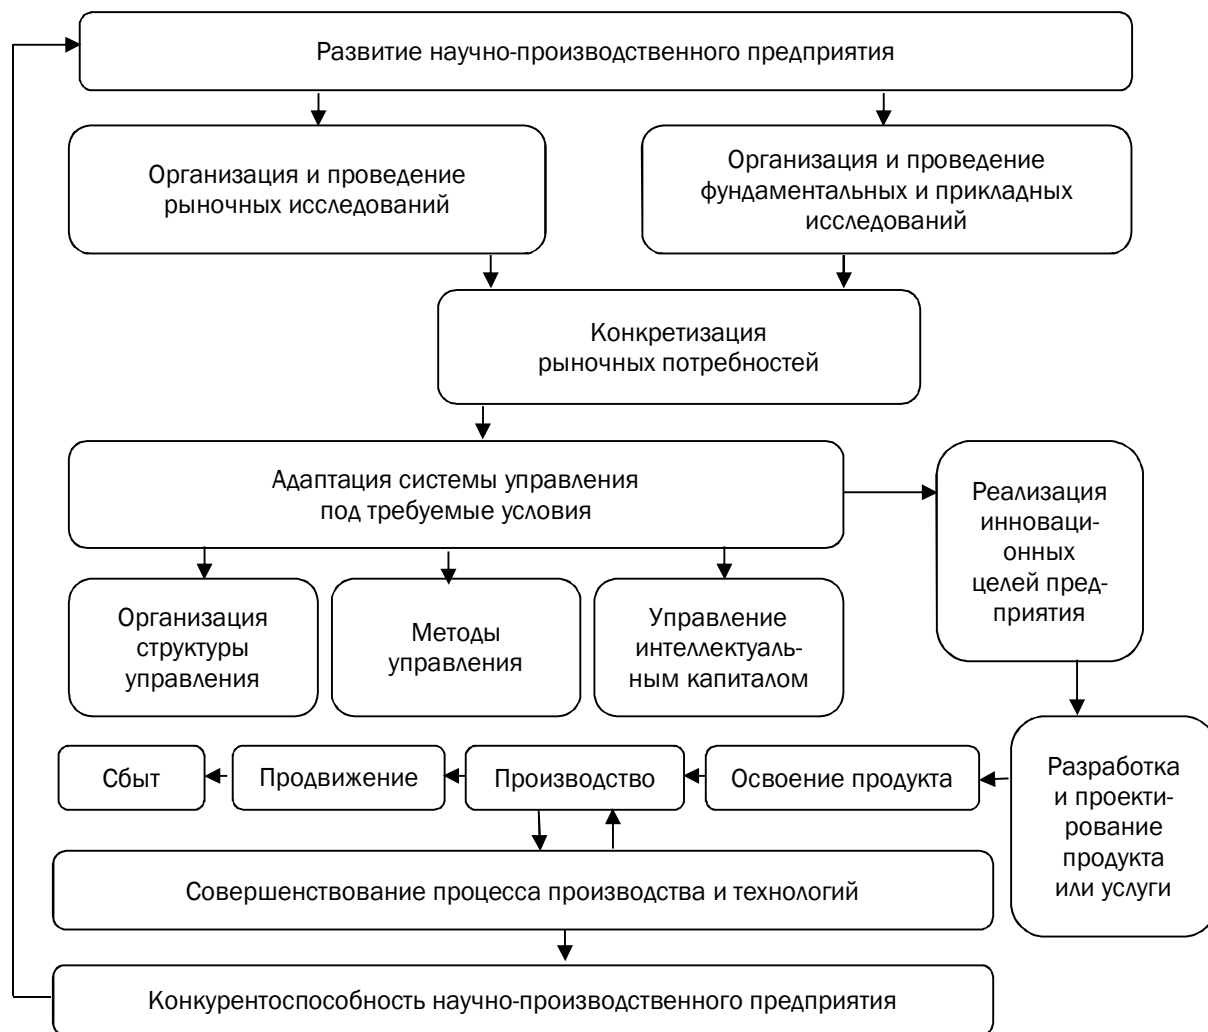 Развитие научно-производственного предприятия
Организация и проведение
рыночных исследований
Организация и проведение
фундаментальных и прикладных
исследований
Конкретизация
рыночных потребностей
Адаптация системы управления
под требуемые условия
Реализация
инноваци-
онных
целей пред-
приятия
Организация
структуры
управления
Методы
управления
Управление
интеллектуаль-
ным капиталом
Сбыт
Продвижение
Производство
Освоение продукта
Разработка
и проекти-
рование
продукта
или услуги
Совершенствование процесса производства и технологий
Конкурентоспособность научно-производственного предприятия